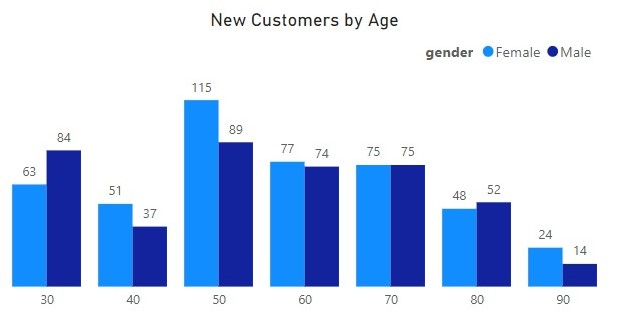 New Customers by Age
gender Female Male
63 84 51 37 115 89 77 74 75 75 48 52 24 14
30 40 50 60 70 80 90